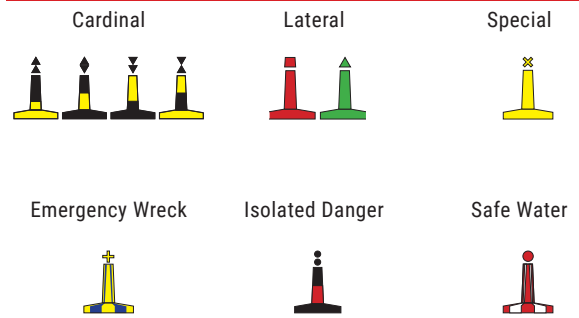 Cardinal
Lateral
Special
Emergency Wreck
Isolated Danger
Safe Water